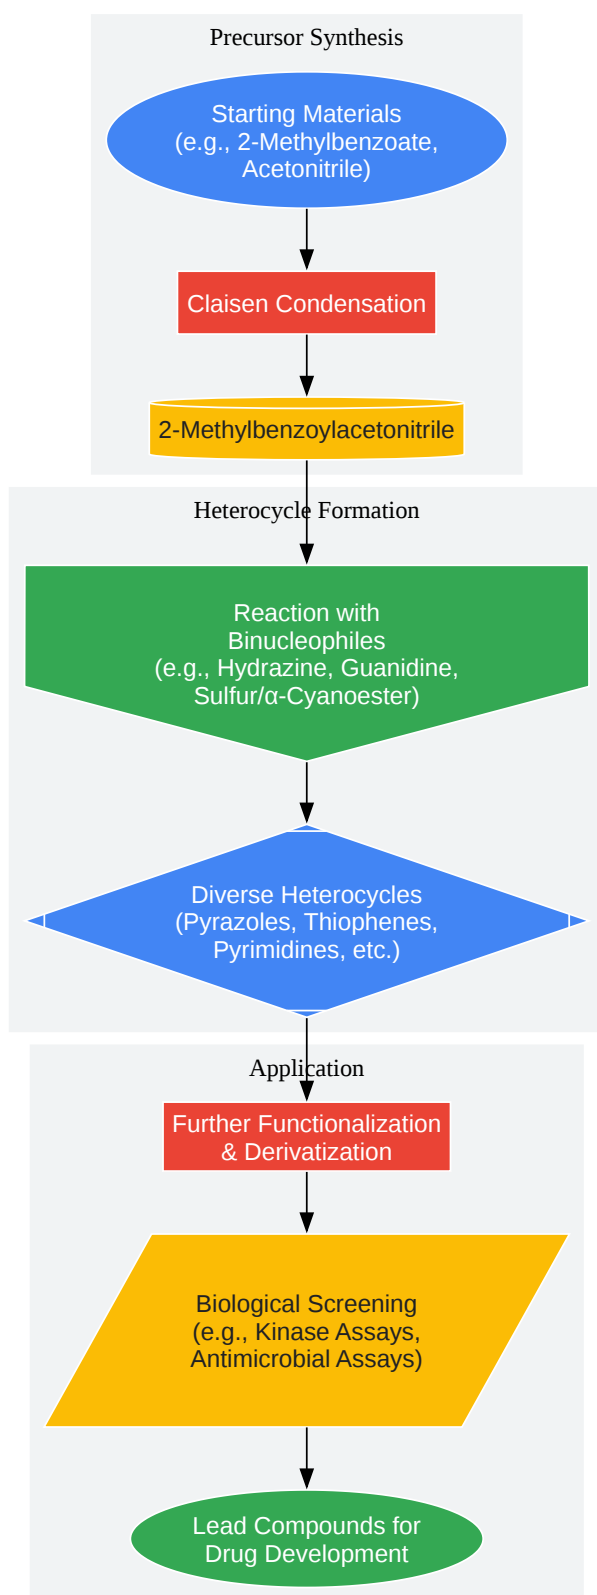 Precursor Synthesis
Starting Materials
(e.g., 2-Methylbenzoate,
Acetonitrile)
Claisen Condensation
2-Methylbenzoylacetonitrile
Heterocycle Formation
Reaction with
Binucleophiles
(e.g., Hydrazine, Guanidine,
Sulfur/α-Cyanoester)
Diverse Heterocycles
(Pyrazoles, Thiophenes,
Pyrimidines, etc.)
Application
Further Functionalization
& Derivatization
Biological Screening
(e.g., Kinase Assays,
Antimicrobial Assays)
Lead Compounds for
Drug Development